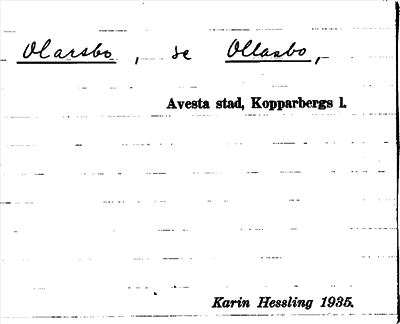 Olarsbo, se Ollasbo,
Avesta stad, Kopparbergs l.
Karin Hessling 1935.